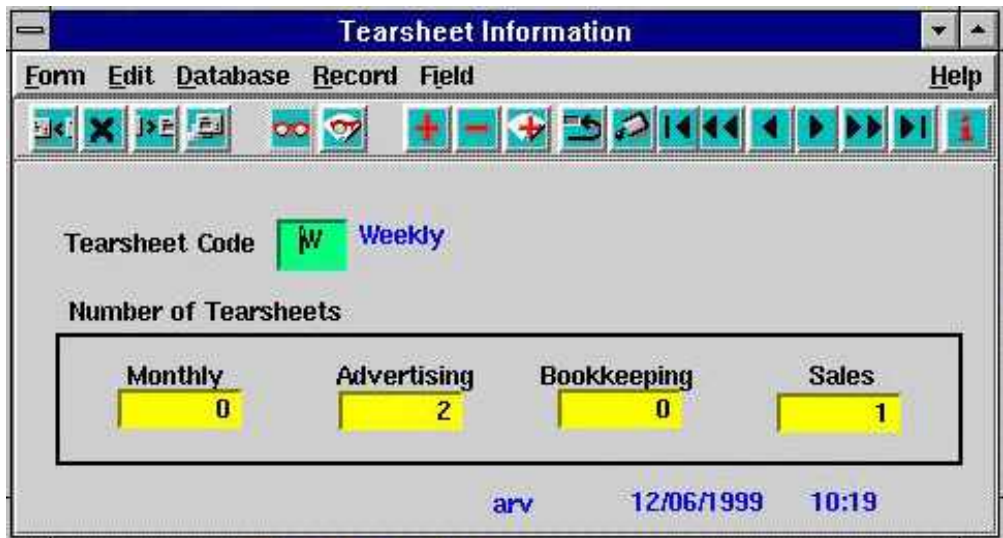 Tearsheet Information
Form Edit Database Record Field Help
Tearsheet Code W Weekly
Number of Tearsheets
Monthly Advertising Bookkeeping Sales
0 2 0 1
arv 12/06/1999 10:19